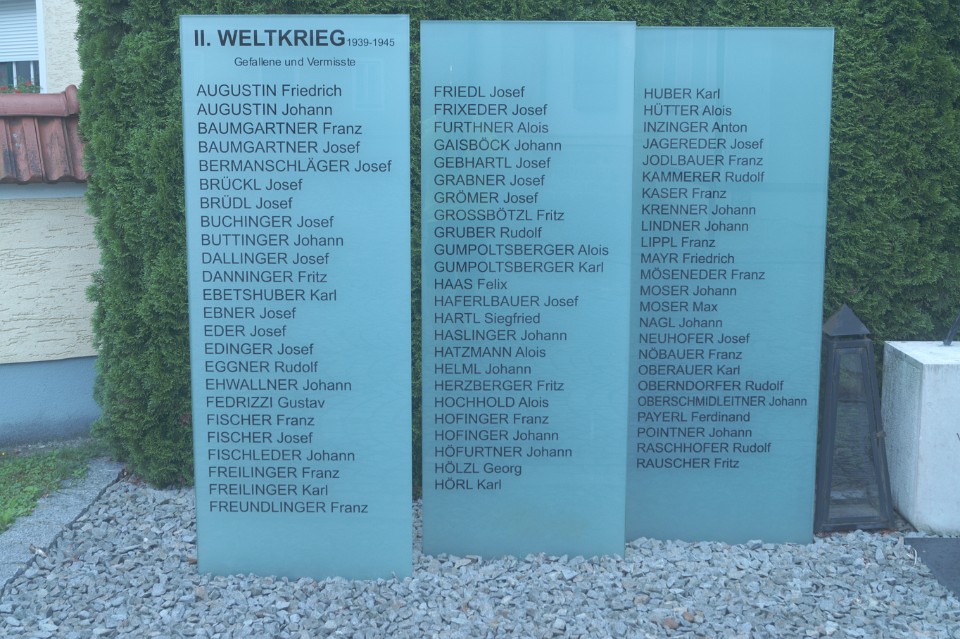 II. WELTKRIEG 1939-1945
Gefallene und Vermisste
AUGUSTIN Friedrich
AUGUSTIN Johann
BAUMGARTNER Franz
BAUMGARTNER Josef
BERMANSCHLÄGER Josef
BRÜCKL Josef
BRÜDL Josef
BUCHINGER Josef
BUTTINGER Johann
DALLINGER Josef
DANNINGER Fritz
EBETSHUBER Karl
EBNER Josef
EDER Josef
EDINGER Josef
EGGNER Rudolf
EHWALLNER Johann
FEDRIZZI Gustav
FISCHER Franz
FISCHER Josef
FISCHLEDER Johann
FREILINGER Franz
FREILINGER Karl
FREUNDLINGER Franz
FRIEDL Josef
FRIXEDER Josef
FURTHNER Alois
GAISBÖCK Johann
GEBHARTL Josef
GRABNER Josef
GRÖMER Josef
GROSSBÖTZL Fritz
GRUBER Rudolf
GUMPOLTSBERGER Alois
GUMPOLTSBERGER Karl
HAAS Felix
HAFERLBAUER Josef
HARTL Siegfried
HASLINGER Johann
HATZMANN Alois
HELML Johann
HERZBERGER Fritz
HOCHHOLD Alois
HOFINGER Franz
HOFINGER Johann
HÖFURTNER Johann
HÖLZL Georg
HÖRL Karl
HUBER Karl
HÜTTER Alois
INZINGER Anton
JAGEREDER Josef
JODLBAUER Franz
KAMMERER Rudolf
KASER Franz
KRENNER Johann
LINDNER Johann
LIPPL Franz
MAYR Friedrich
MÖSENEDER Franz
MOSER Johann
MOSER Max
NAGL Johann
NEUHOFER Josef
NÖBAUER Franz
OBERAUER Karl
OBERNDORFER Rudolf
OBERSCHMIDLEITNER Johann
PAYERL Ferdinand
POINTNER Johann
RASCHHOFER Rudolf
RAUSCHER Fritz